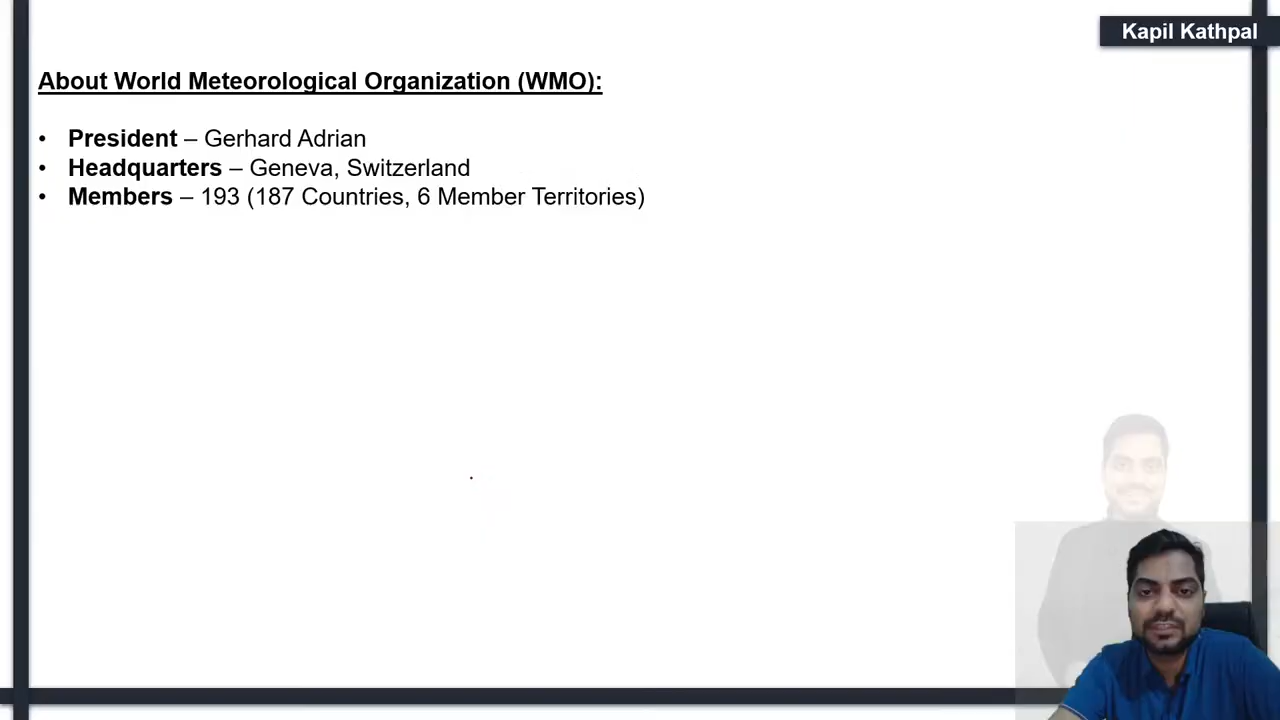 Kapil Kathpal
About World Meteorological Organization (WMO):
• President – Gerhard Adrian
• Headquarters – Geneva, Switzerland
• Members – 193 (187 Countries, 6 Member Territories)